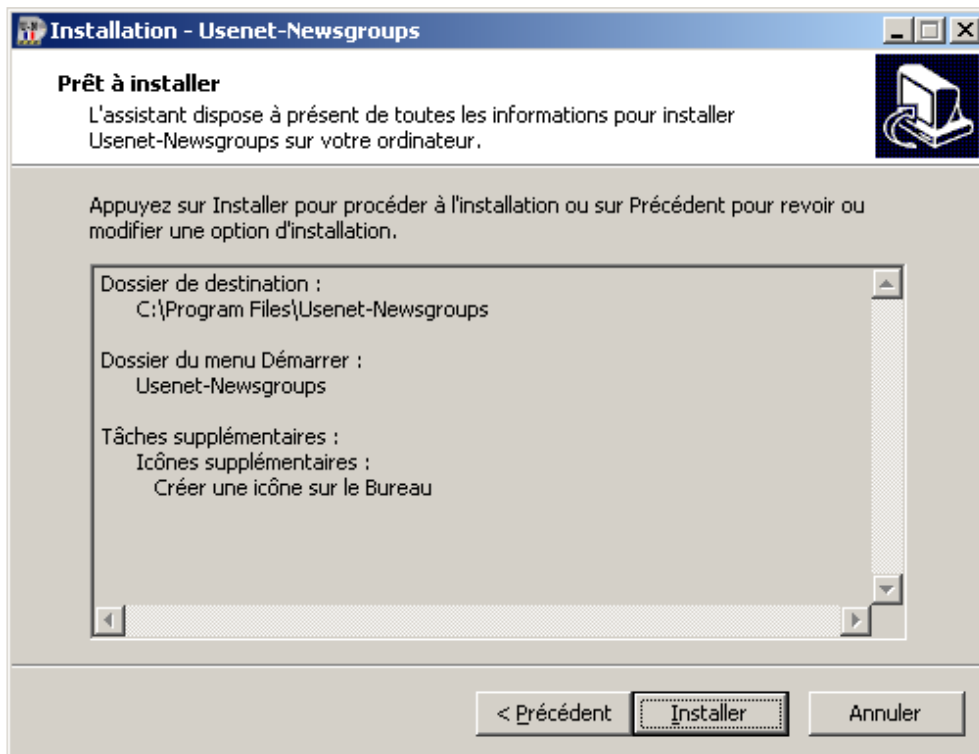 Installation - Usenet-Newsgroups
Prêt à installer
L'assistant dispose à présent de toutes les informations pour installer
Usenet-Newsgroups sur votre ordinateur.
Appuyez sur Installer pour procéder à l'installation ou sur Précédent pour revoir ou
modifier une option d'installation.
Dossier de destination :
C:\Program Files\Usenet-Newsgroups
Dossier du menu Démarrer :
Usenet-Newsgroups
Tâches supplémentaires :
Icônes supplémentaires :
Créer une icône sur le Bureau
< Précédent
Installer
Annuler